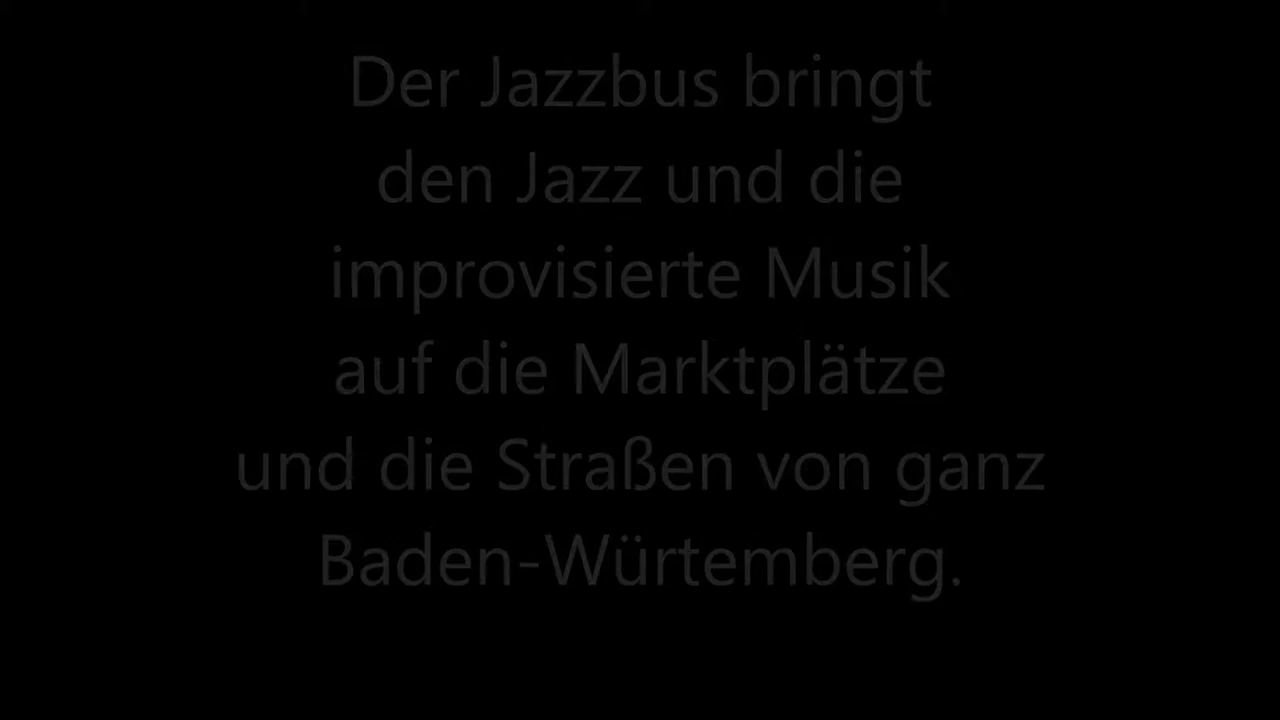 Der Jazzbus bringt
den Jazz und die
improvisierte Musik
auf die Marktplätze
und die Straßen von ganz
Baden-Würtemberg.